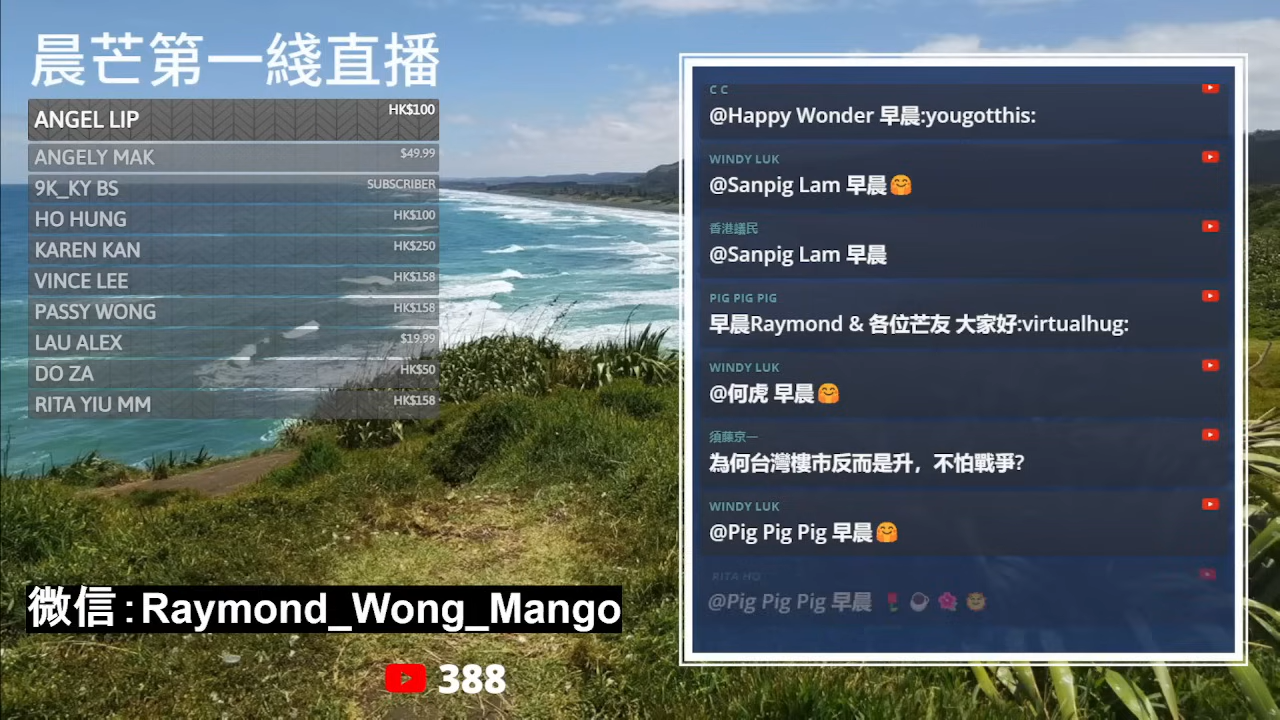 晨芒第一綫直播
ANGEL LIP HK$100
ANGELY MAK $49.99
9K_KY BS SUBSCRIBER
HO HUNG HK$100
KAREN KAN HK$250
VINCE LEE HK$158
PASSY WONG HK$158
LAU ALEX $19.99
DO ZA HK$50
RITA YIU MM HK$158
微信:Raymond_Wong_Mango
388
C C
@Happy Wonder 早晨:yougotthis:
WINDY LUK
@Sanpig Lam 早晨🤗
香港議民
@Sanpig Lam 早晨
PIG PIG PIG
早晨Raymond & 各位芒友 大家好:virtualhug:
WINDY LUK
@何虎 早晨🤗
須藤京一
為何台灣樓市反而是升，不怕戰爭?
WINDY LUK
@Pig Pig Pig 早晨🤗
RITA HO
@Pig Pig Pig 早晨